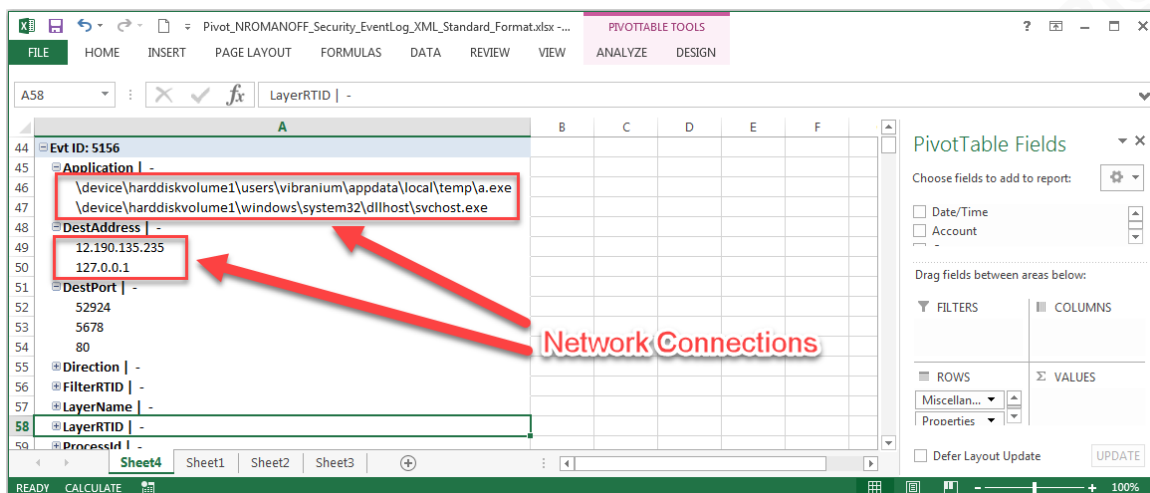 Pivot_NROMANOFF_Security_EventLog_XML_Standard_Format.xlsx -...
PIVOTTABLE TOOLS
?
FILE HOME INSERT PAGE LAYOUT FORMULAS DATA REVIEW VIEW ANALYZE DESIGN
A58 fx LayerRTID | -
A B C D E F
44 Evt ID: 5156
45 Application | -
46 \device\harddiskvolume1\users\vibranium\appdata\local\temp\a.exe
47 \device\harddiskvolume1\windows\system32\dllhost\svchost.exe
48 DestAddress | -
49 12.190.135.235
50 127.0.0.1
51 DestPort | -
52 52924
53 5678
54 80
55 Direction | -
56 FilterRTID | -
57 LayerName | -
58 LayerRTID | -
59 ProcessId | -
Network Connections
PivotTable Fields
Choose fields to add to report:
Date/Time
Account
Drag fields between areas below:
FILTERS
COLUMNS
ROWS
Σ VALUES
Miscellan...
Properties
Defer Layout Update
UPDATE
Sheet4 Sheet1 Sheet2 Sheet3
READY CALCULATE
100%